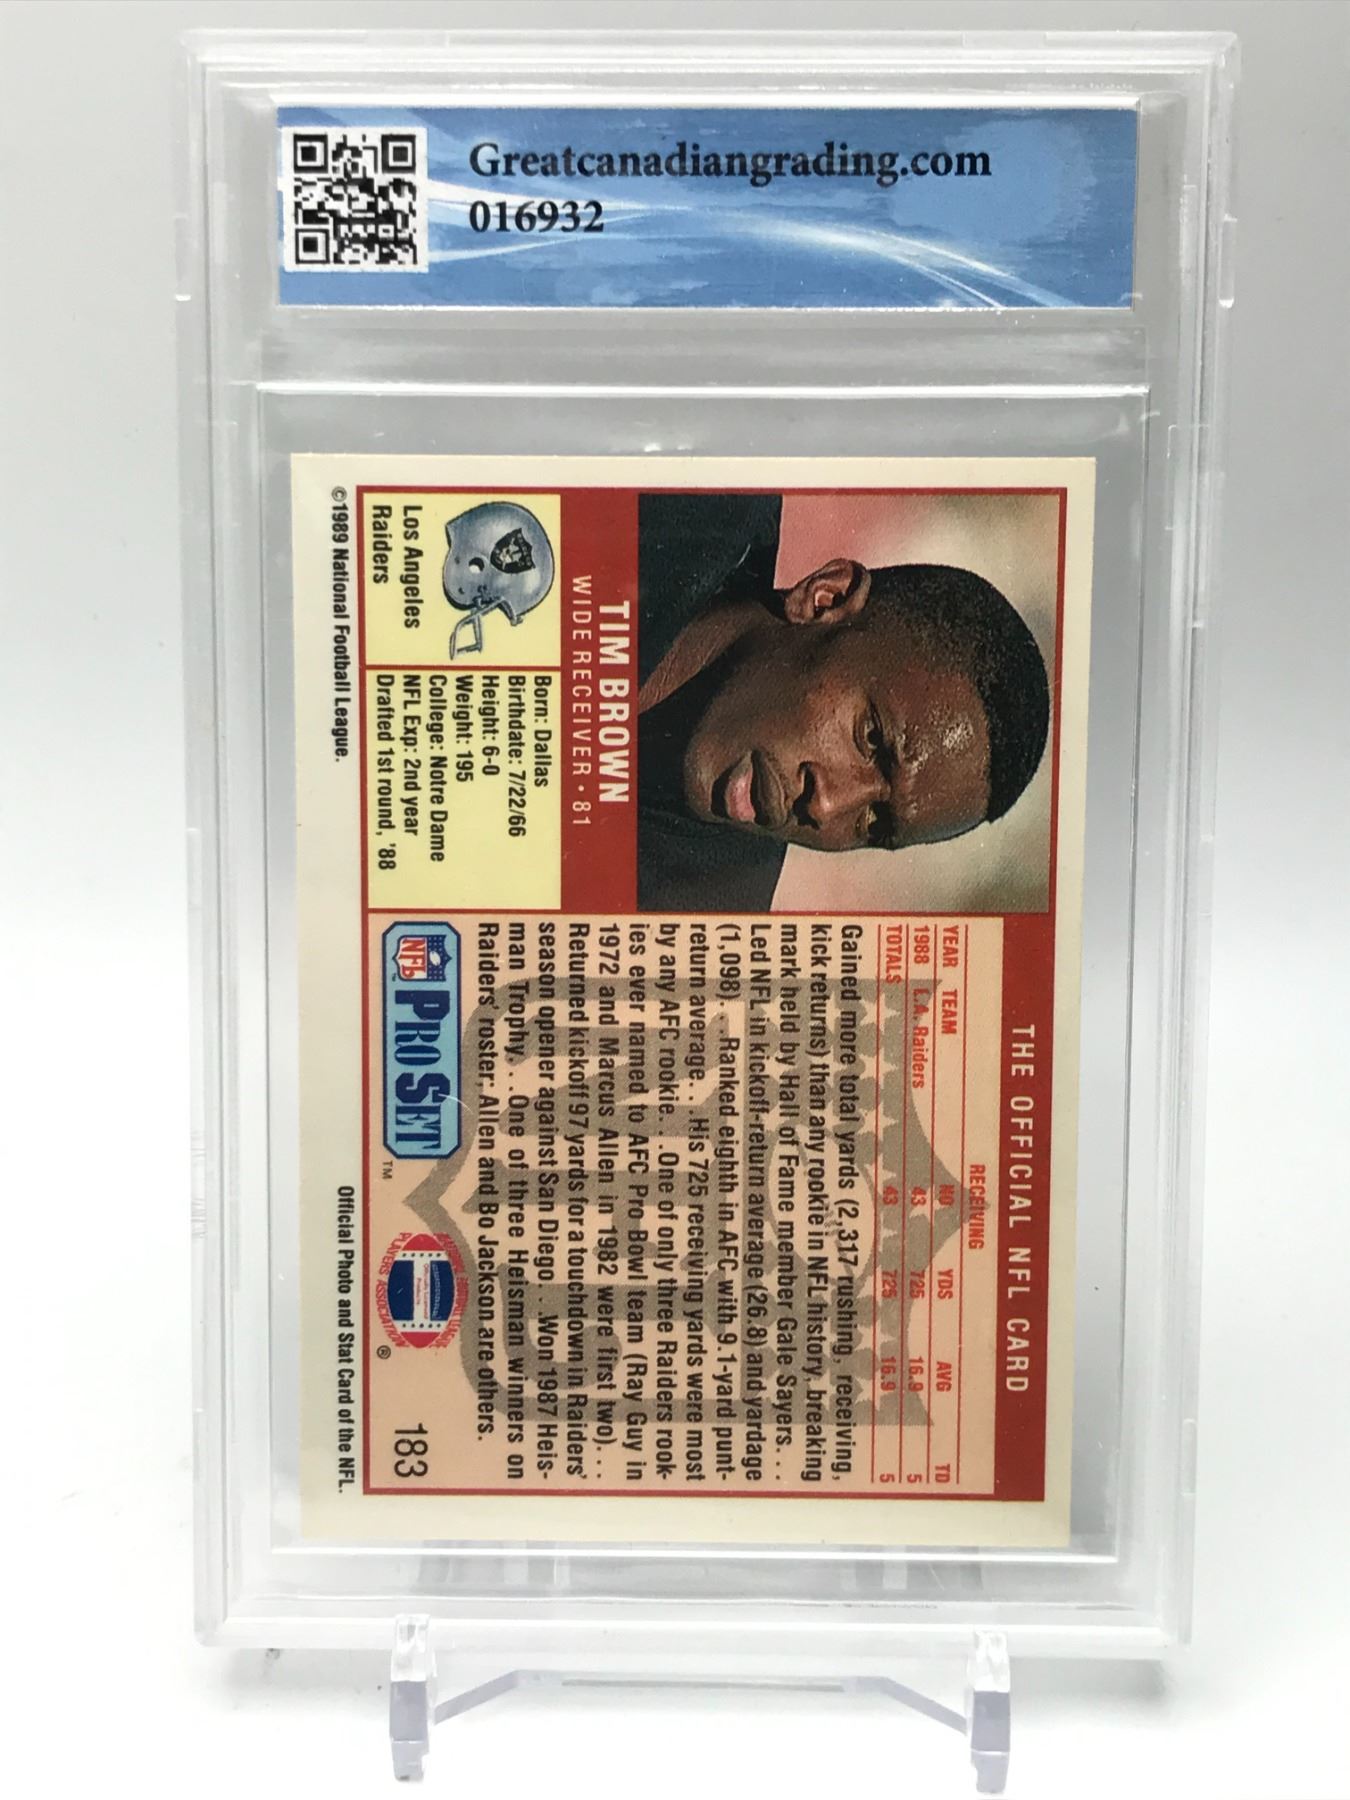 Greatcanadiangrading.com
016932
THE OFFICIAL NFL CARD
TIM BROWN
WIDE RECEIVER • 81
Los Angeles
Raiders
Born: Dallas
Birthdate: 7/22/66
Height: 6-0
Weight: 195
College: Notre Dame
NFL Exp: 2nd year
Drafted 1st round, '88
RECEIVING
YEAR TEAM NO YDS AVG TD
1988 L.A. Raiders 43 725 16.9 5
TOTALS 43 725 16.9 5
Gained more total yards (2,317 rushing, receiving,
kick returns) than any rookie in NFL history, breaking
mark held by Hall of Fame member Gale Sayers. . .
Led NFL in kickoff-return average (26.8) and yardage
(1,098). . .Ranked eighth in AFC with 9.1-yard punt-
return average. . .His 725 receiving yards were most
by any AFC rookie. . .One of only three Raiders rook-
ies ever named to AFC Pro Bowl team (Ray Guy in
1972 and Marcus Allen in 1982 were first two). . .
Returned kickoff 97 yards for a touchdown in Raiders'
season opener against San Diego. . .Won 1987 Heis-
man Trophy. . .One of three Heisman winners on
Raiders' roster; Allen and Bo Jackson are others.
NFL PRO SET ™
PLAYERS ASSOCIATION ®
183
©1989 National Football League.
Official Photo and Stat Card of the NFL.